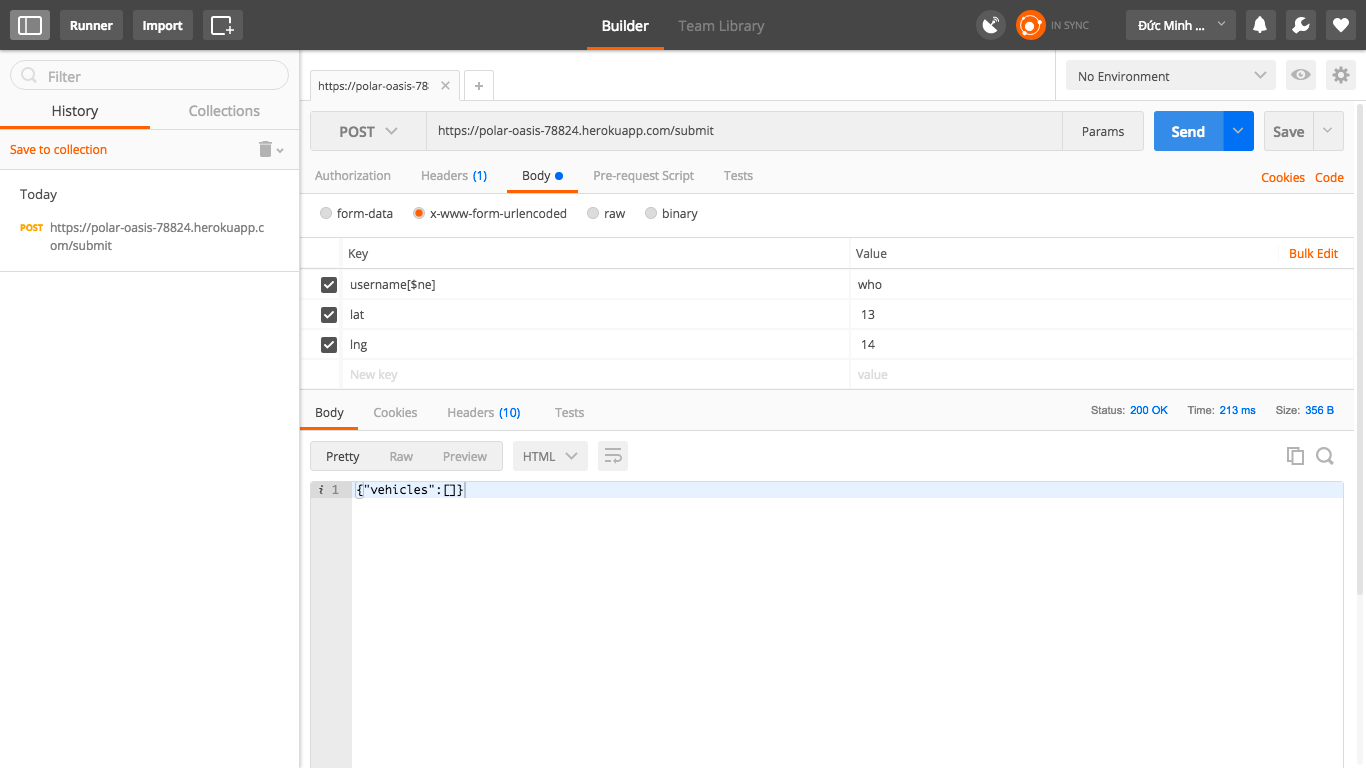 Runner Import Builder Team Library IN SYNC Đức Minh ...
Filter
History Collections
Save to collection
Today
POST https://polar-oasis-78824.herokuapp.c
om/submit
https://polar-oasis-78 No Environment
POST https://polar-oasis-78824.herokuapp.com/submit Params Send Save
Authorization Headers (1) Body Pre-request Script Tests Cookies Code
form-data x-www-form-urlencoded raw binary
Key Value Bulk Edit
username[$ne] who
lat 13
lng 14
New key value
Body Cookies Headers (10) Tests Status: 200 OK Time: 213 ms Size: 356 B
Pretty Raw Preview HTML
i 1 {"vehicles":[]}